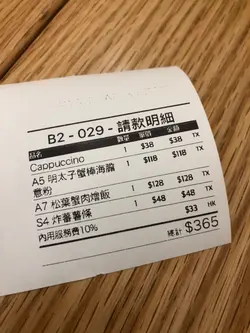 B2 - 029 - 請款明細
品名 數量 單價 金額
Cappuccino 1 $38 $38 TX
A5 明太子蟹棒海膽 1 $118 $118 TX
意粉
A7 松葉蟹肉燴飯 1 $128 $128 TX
S4 炸蕃薯條 1 $48 $48 TX
內用服務費10% $33 HK
總計 $365